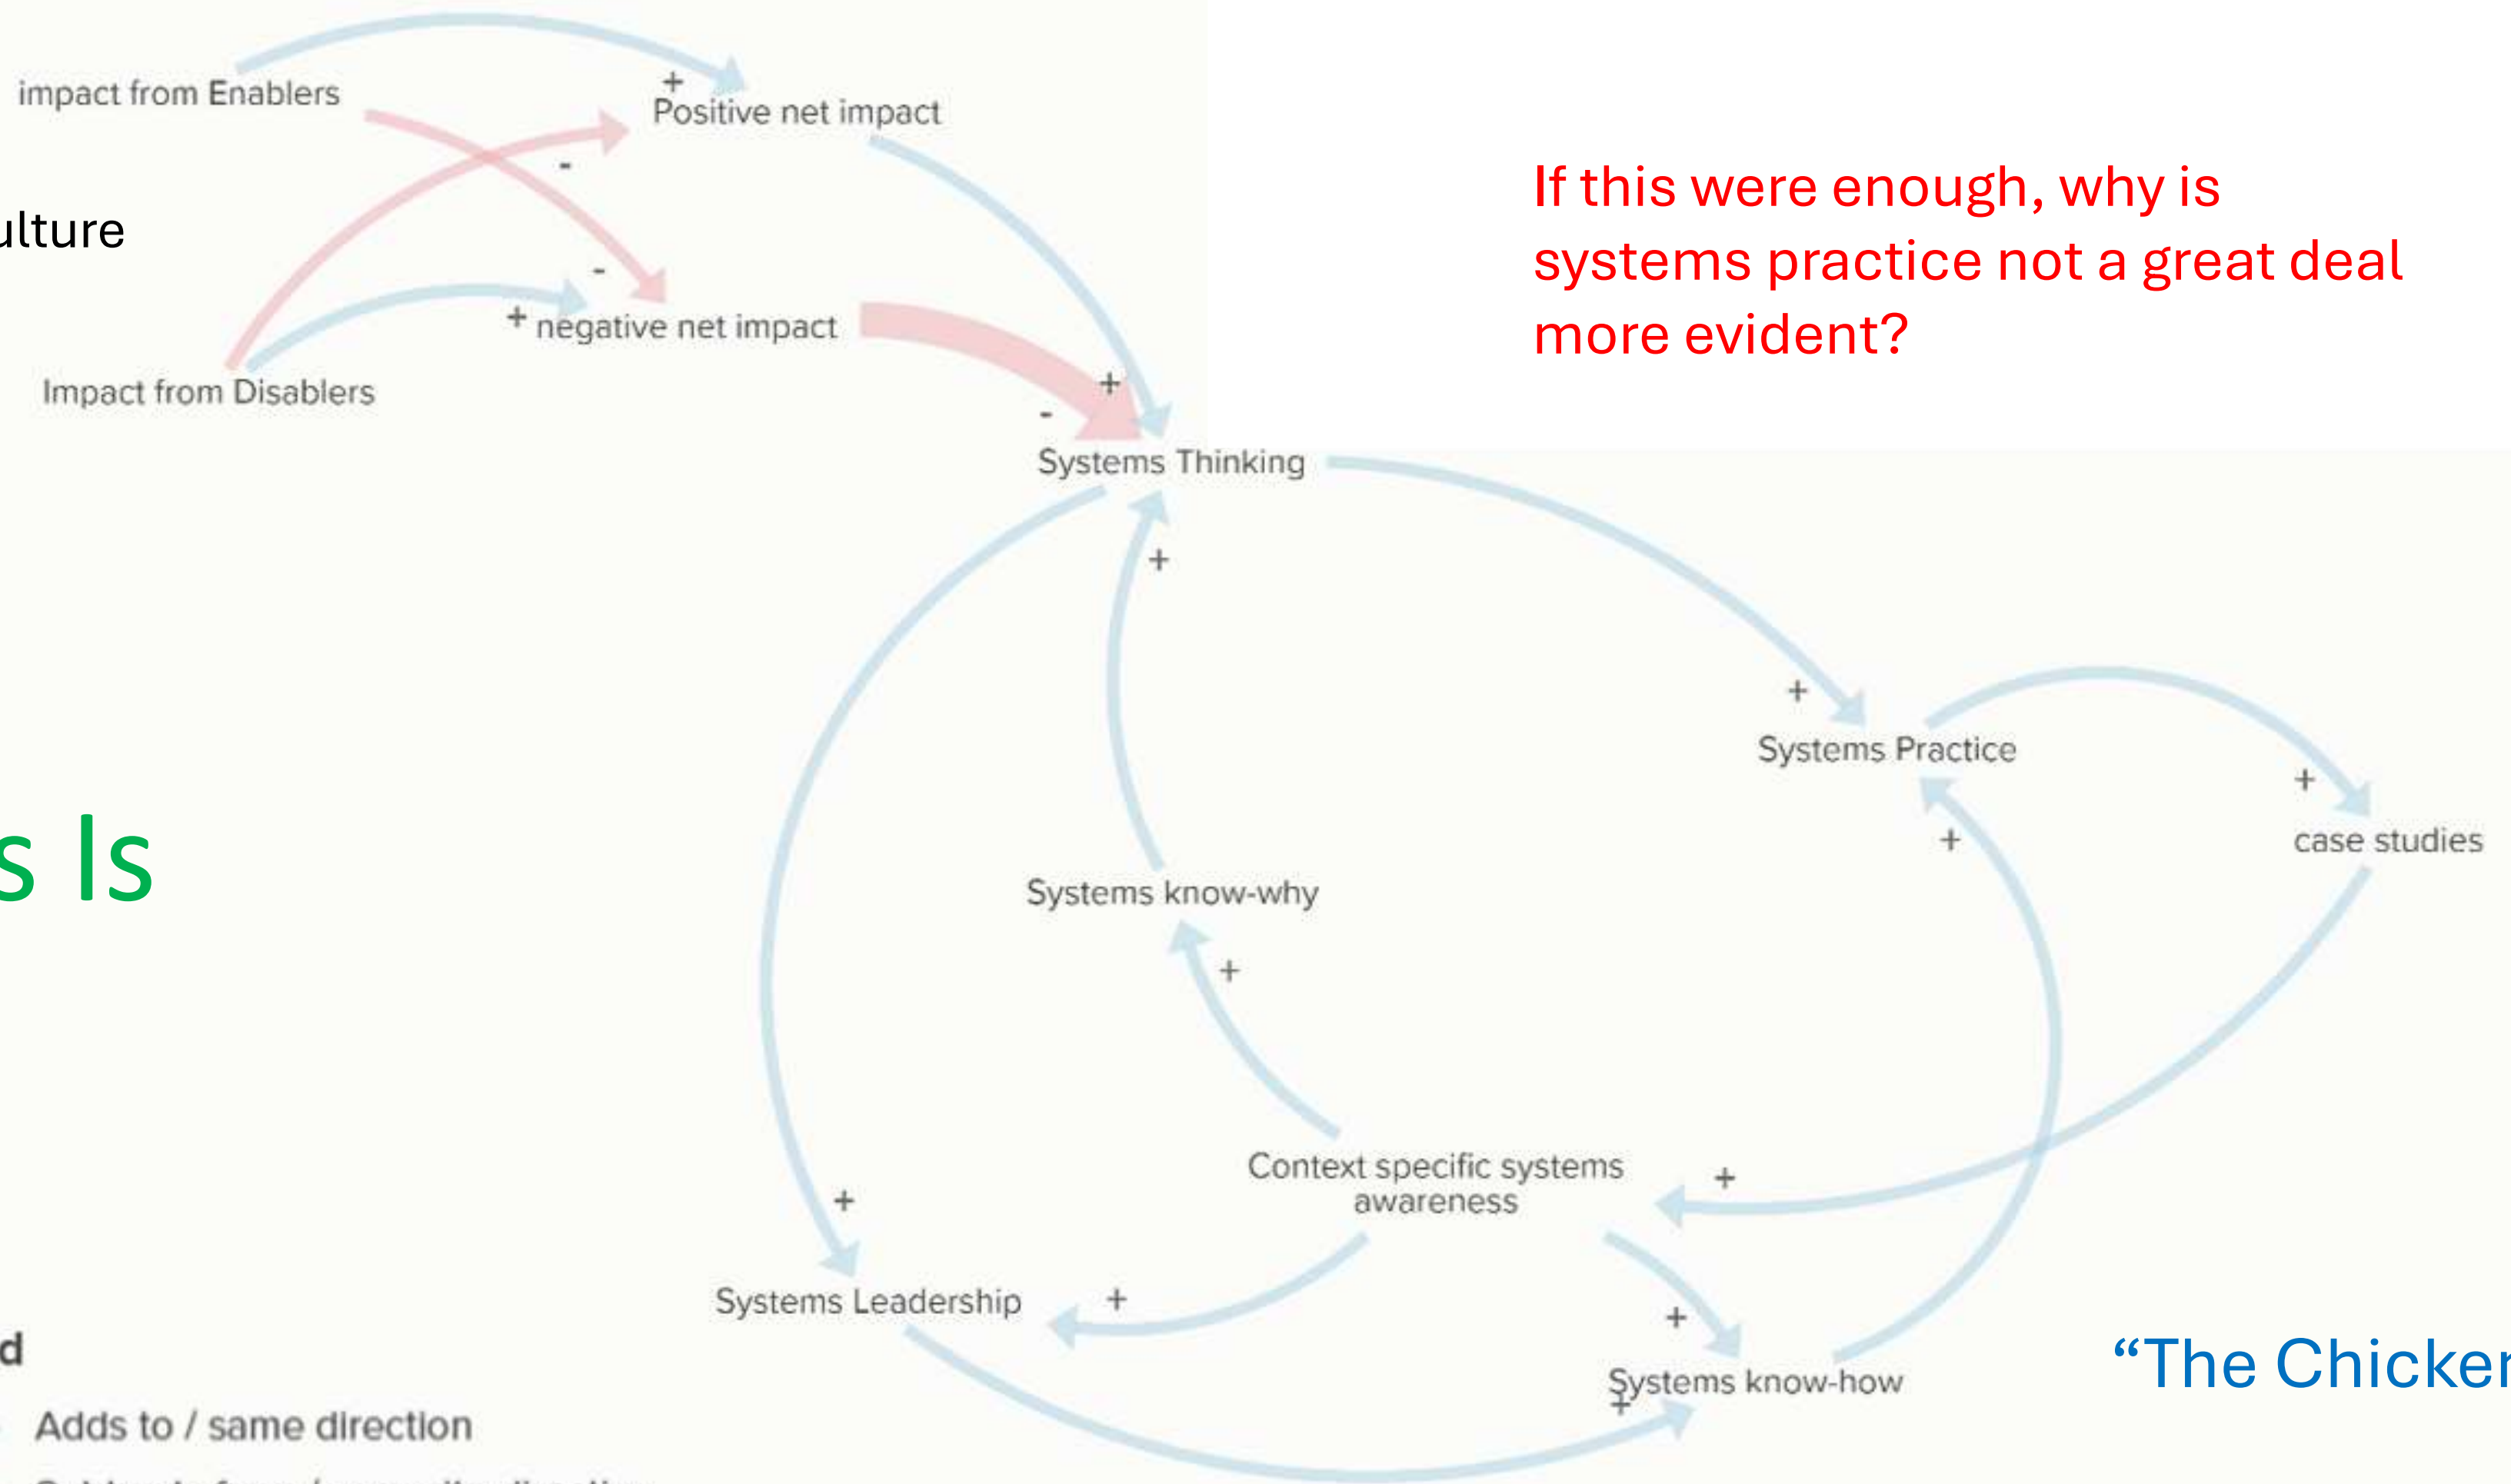 impact from Enablers
+
Positive net impact
-
ulture
-
+ negative net impact
Impact from Disablers
If this were enough, why is
systems practice not a great deal
more evident?
+
-
Systems Thinking
+
+
Systems Practice
+
case studies
+
s Is
Systems know-why
+
Context specific systems
awareness
+
+
Systems Leadership
+
+
Systems know-how
+
“The Chicken
d
Adds to / same direction